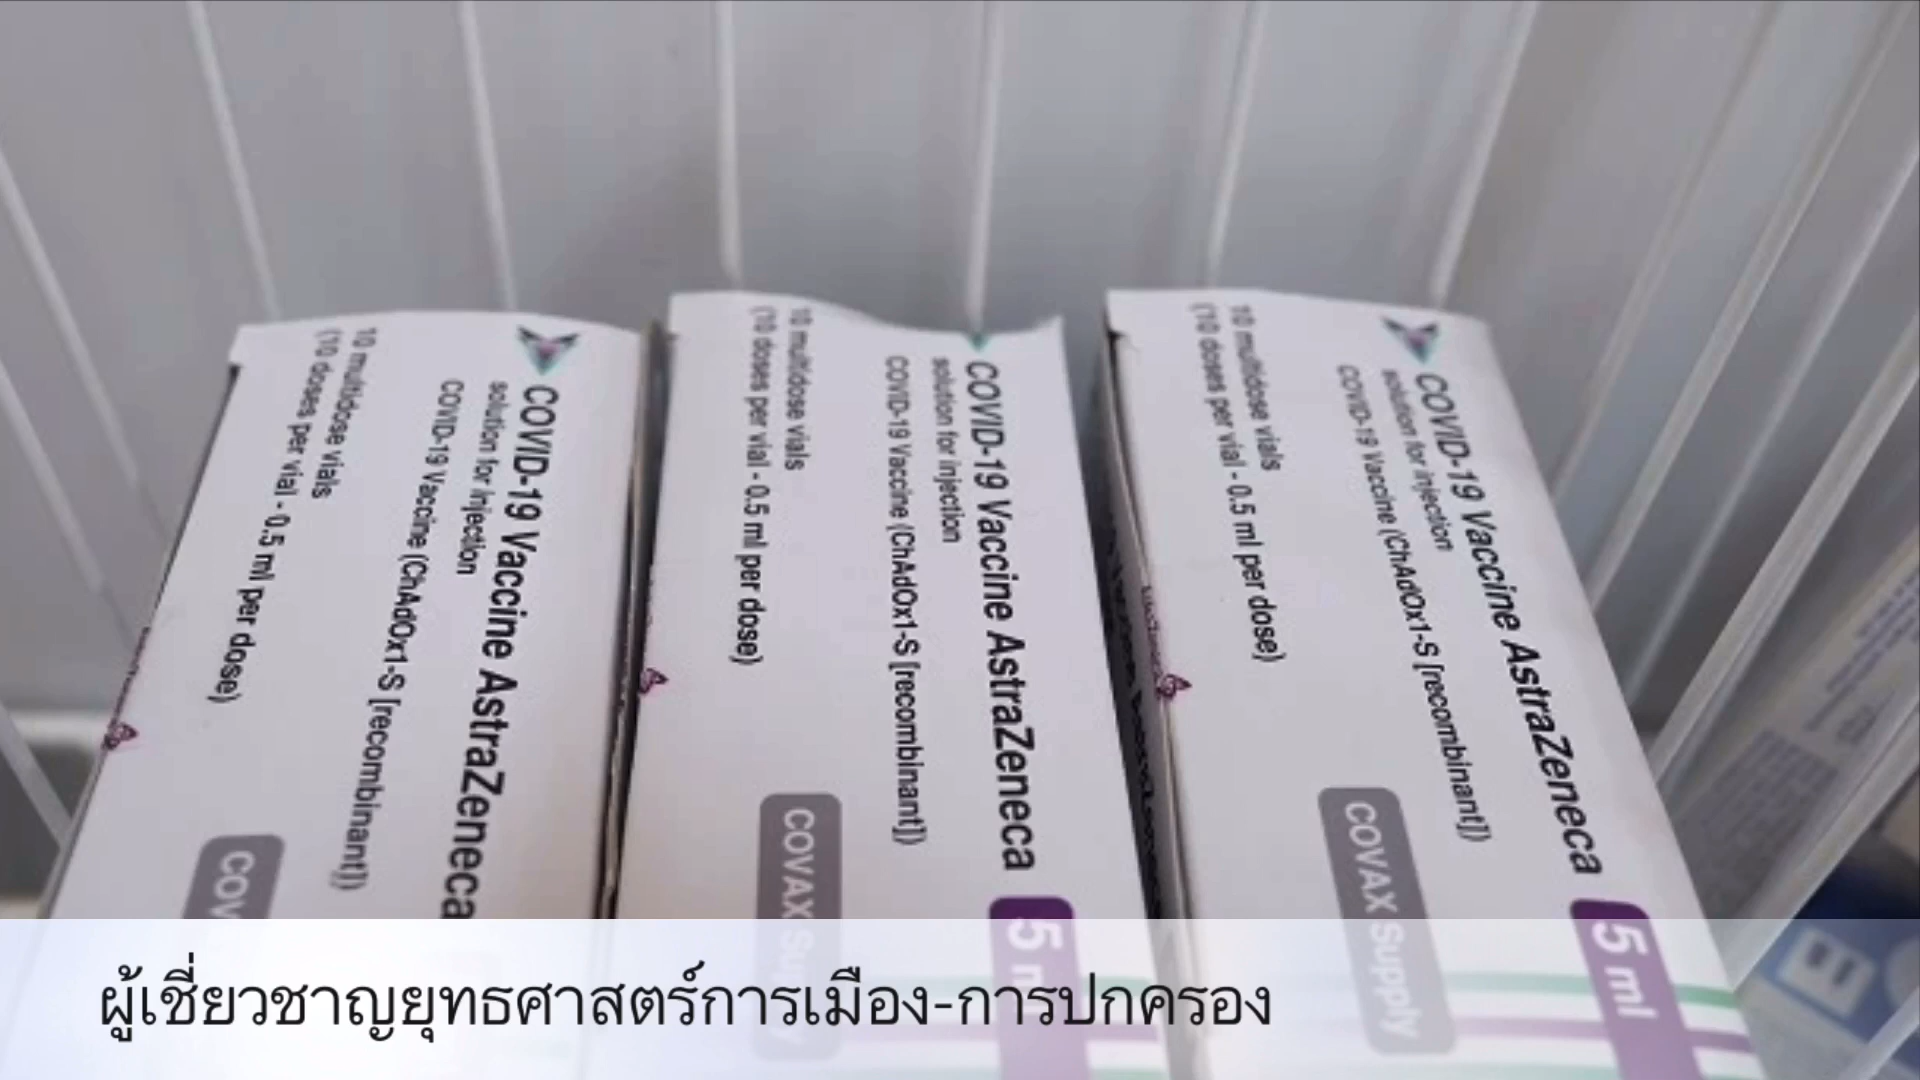 COVID-19 Vaccine AstraZeneca
solution for injection
COVID-19 Vaccine (ChAdOx1-S [recombinant])
10 multidose vials
(10 doses per vial - 0.5 ml per dose)
COVID-19 Vaccine AstraZeneca
solution for injection
COVID-19 Vaccine (ChAdOx1-S [recombinant])
10 multidose vials
(10 doses per vial - 0.5 ml per dose)
COVAX Supply
5 ml
COVID-19 Vaccine AstraZeneca
solution for injection
COVID-19 Vaccine (ChAdOx1-S [recombinant])
10 multidose vials
(10 doses per vial - 0.5 ml per dose)
COVAX Supply
5 ml
ผู้เชี่ยวชาญยุทธศาสตร์การเมือง-การปกครอง